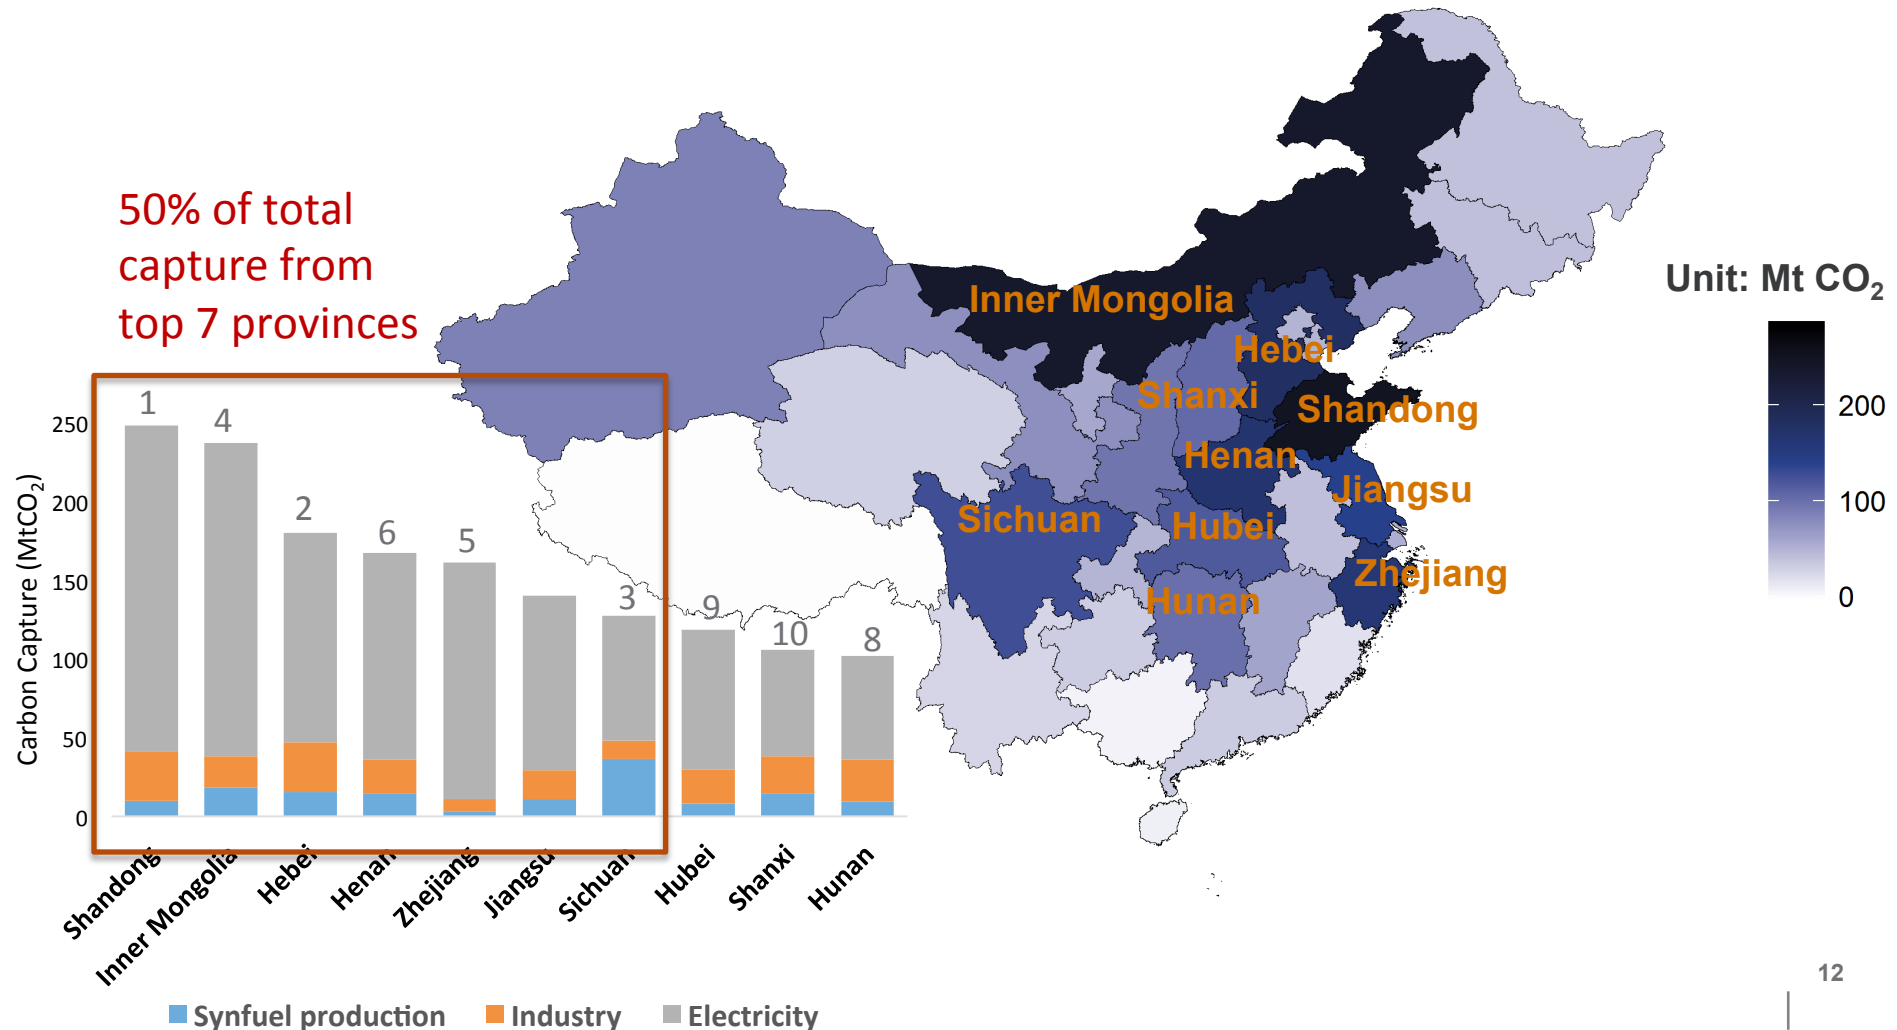 50% of total
capture from
top 7 provinces
Carbon Capture (MtCO₂)
250
200
150
100
50
0
1
4
2
6
5
3
9
10
8
Shandong
Inner Mongolia
Hebei
Henan
Zhejiang
Jiangsu
Sichuan
Hubei
Shanxi
Hunan
Synfuel production
Industry
Electricity
Inner Mongolia
Hebei
Shanxi
Shandong
Henan
Jiangsu
Sichuan
Hubei
Zhejiang
Hunan
Unit: Mt CO₂
200
100
0
12